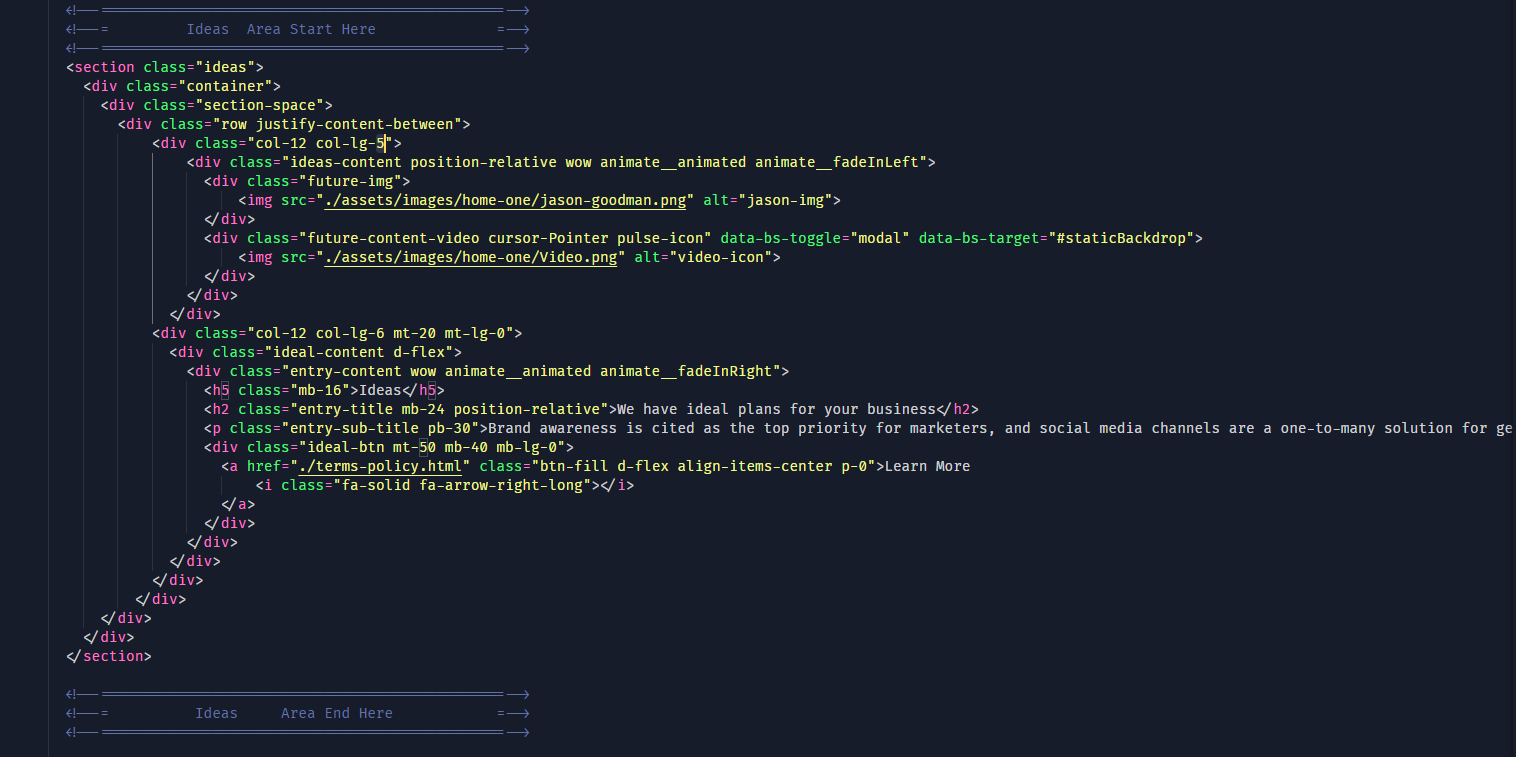 <!-- =============================================== -->
<!-- =         Ideas  Area Start Here              = -->
<!-- =============================================== -->
<section class="ideas">
  <div class="container">
    <div class="section-space">
      <div class="row justify-content-between">
          <div class="col-12 col-lg-5">
              <div class="ideas-content position-relative wow animate__animated animate__fadeInLeft">
                <div class="future-img">
                    <img src="./assets/images/home-one/jason-goodman.png" alt="jason-img">
                </div>
                <div class="future-content-video cursor-Pointer pulse-icon" data-bs-toggle="modal" data-bs-target="#staticBackdrop">
                    <img src="./assets/images/home-one/Video.png" alt="video-icon">
                </div>
              </div>
            </div>
          <div class="col-12 col-lg-6 mt-20 mt-lg-0">
            <div class="ideal-content d-flex">
              <div class="entry-content wow animate__animated animate__fadeInRight">
                <h5 class="mb-16">Ideas</h5>
                <h2 class="entry-title mb-24 position-relative">We have ideal plans for your business</h2>
                <p class="entry-sub-title pb-30">Brand awareness is cited as the top priority for marketers, and social media channels are a one-to-many solution for ge
                <div class="ideal-btn mt-50 mb-40 mb-lg-0">
                  <a href="./terms-policy.html" class="btn-fill d-flex align-items-center p-0">Learn More
                      <i class="fa-solid fa-arrow-right-long"></i>
                  </a>
                </div>
              </div>
            </div>
          </div>
        </div>
    </div>
  </div>
</section>
<!-- =============================================== -->
<!-- =          Ideas     Area End Here            = -->
<!-- =============================================== -->